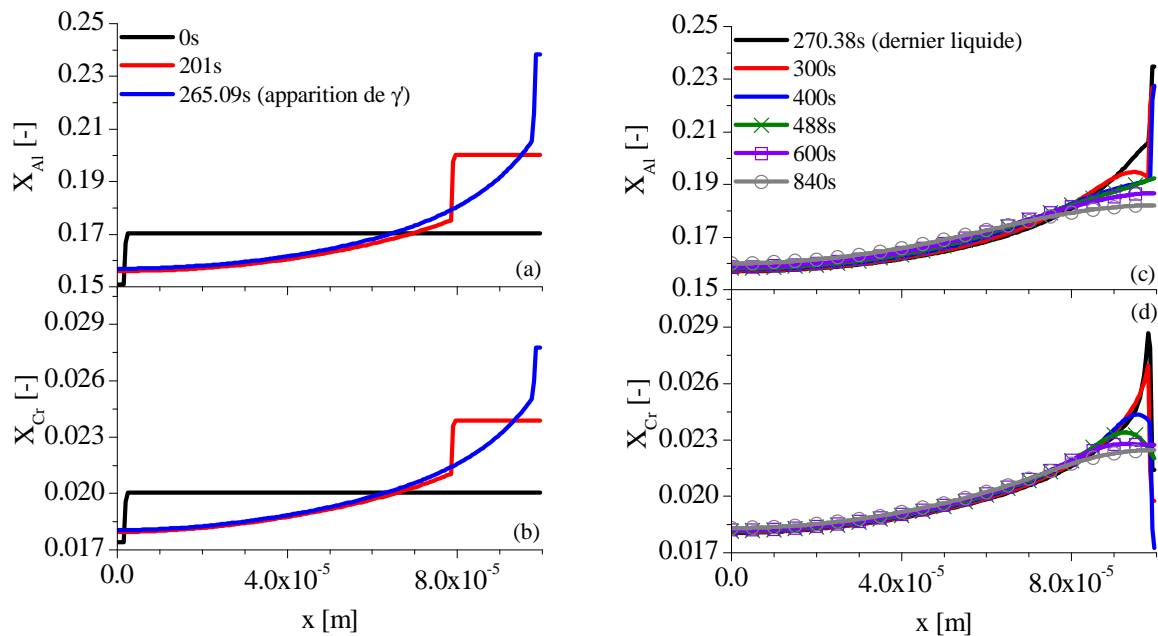 0s
201s
265.09s (apparition de γ')
0.23
0.21
0.19
0.17
0.15
X_Al [-]
(a)
0.029
0.026
0.023
0.020
0.017
X_Cr [-]
(b)
0.0
4.0x10^-5
8.0x10^-5
x [m]
270.38s (dernier liquide)
300s
400s
488s
600s
840s
0.25
0.23
0.21
0.19
0.17
0.15
X_Al [-]
(c)
0.029
0.026
0.023
0.020
0.017
X_Cr [-]
(d)
0.0
4.0x10^-5
8.0x10^-5
x [m]